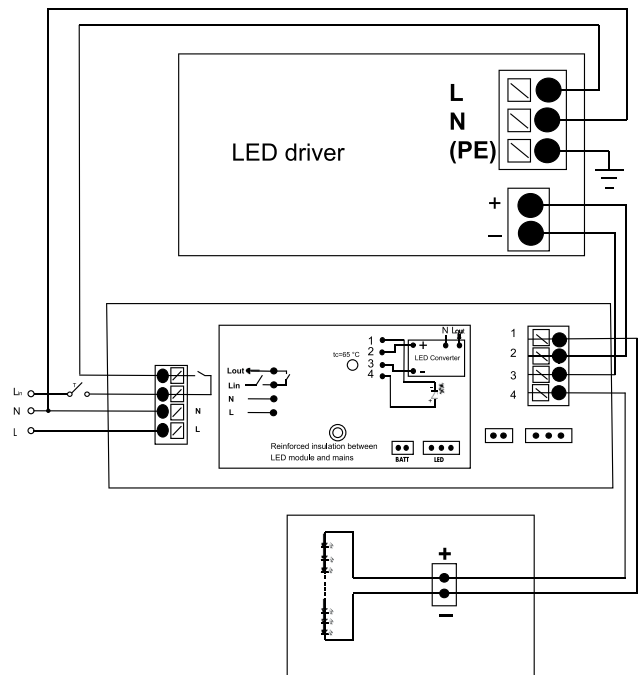 L
N
(PE)
LED driver
+
−
1
2
3
4
tc=65 °C
N Lout
+ LED Converter
−
1
2
3
4
Lout
Lin
N
L
Lin
N
L
T
N
L
Reinforced insulation between
LED module and mains
BATT
LED
+
−